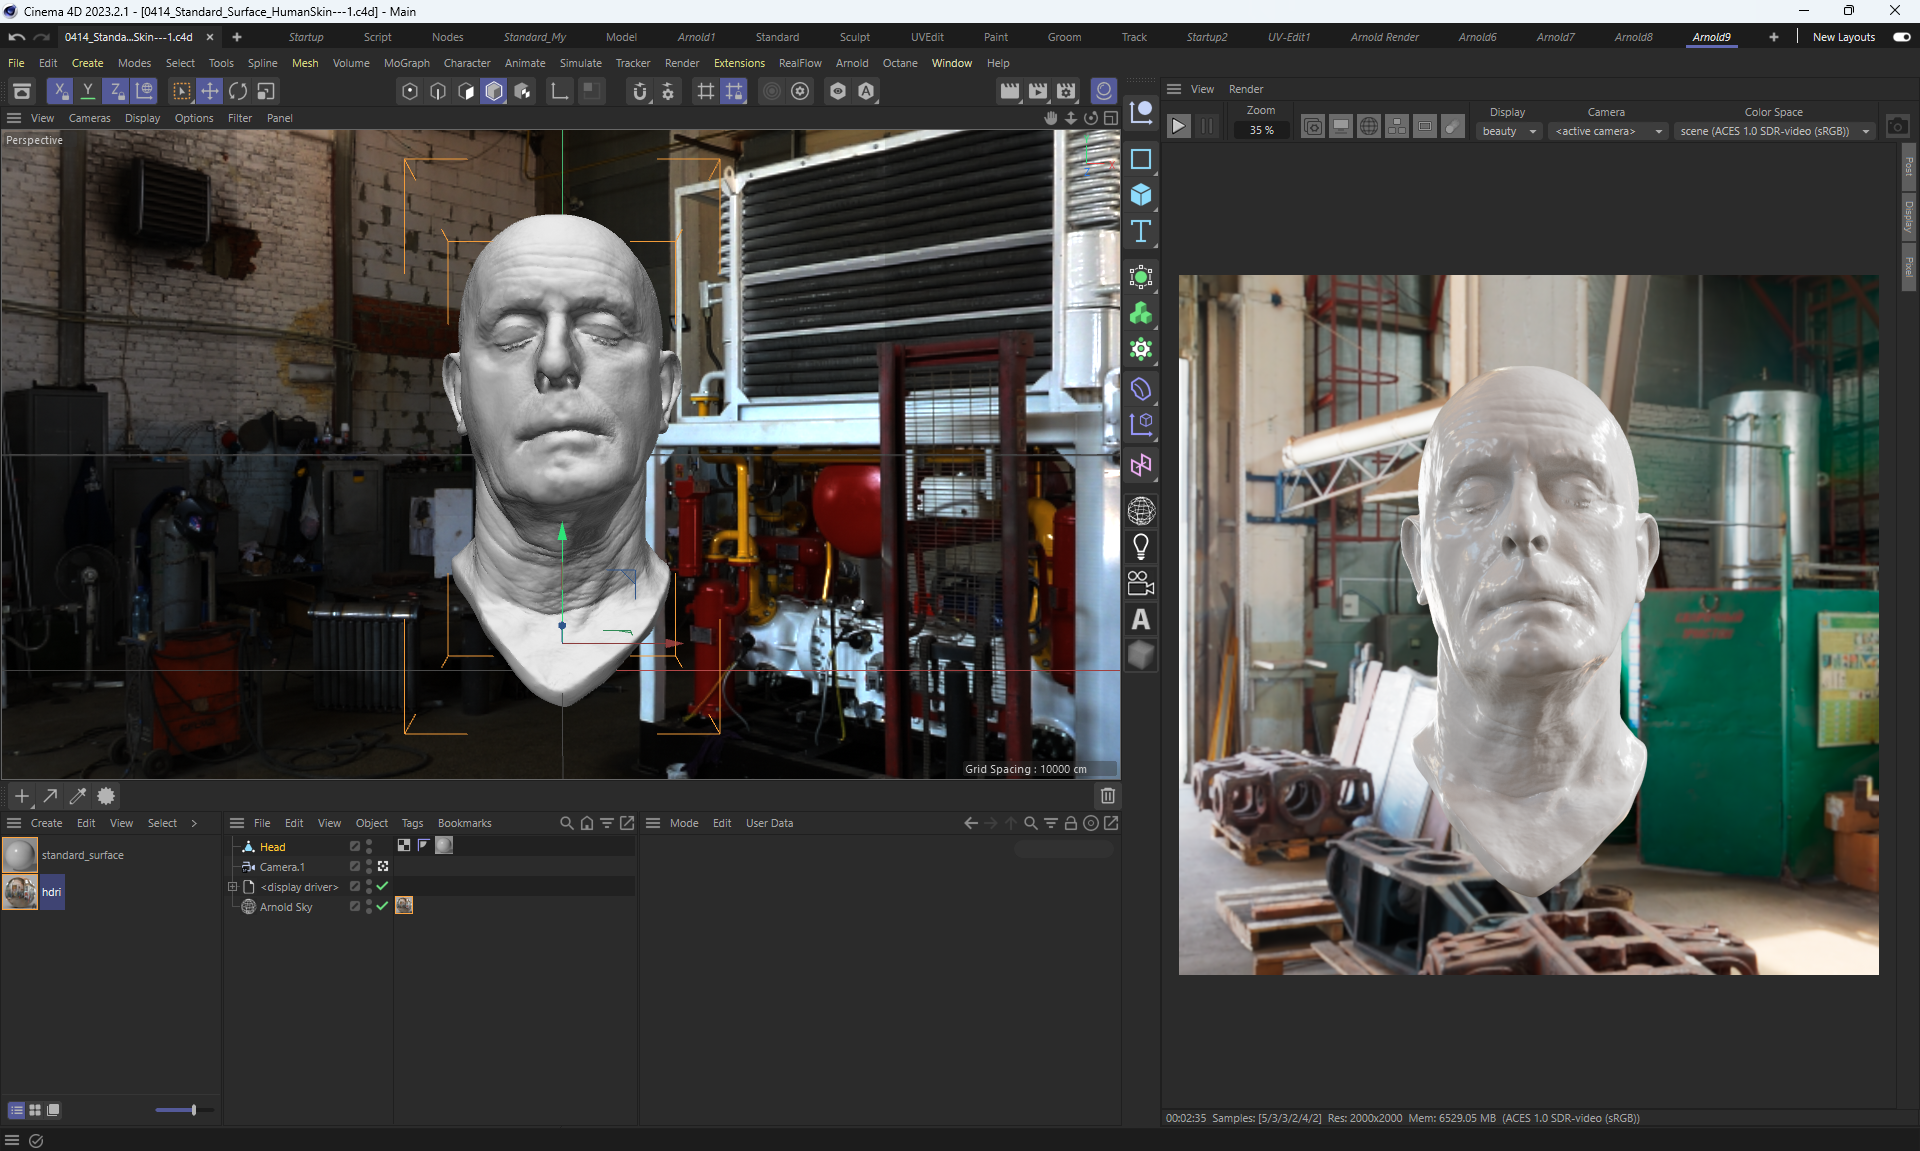 Cinema 4D 2023.2.1 - [0414_Standard_Surface_HumanSkin---1.c4d] - Main
0414_Standa...Skin---1.c4d Startup Script Nodes Standard_My Model Arnold1 Standard Sculpt UVEdit Paint Groom Track Startup2 UV-Edit1 Arnold Render Arnold6 Arnold7 Arnold8 Arnold9 New Layouts
File Edit Create Modes Select Tools Spline Mesh Volume MoGraph Character Animate Simulate Tracker Render Extensions RealFlow Arnold Octane Window Help
X Y Z
View Render
View Cameras Display Options Filter Panel
Zoom Display Camera Color Space
35 % beauty <active camera> scene (ACES 1.0 SDR-video (sRGB))
Perspective
Post
Display
Pixel
Grid Spacing : 10000 cm
Create Edit View Select
File Edit View Object Tags Bookmarks
Mode Edit User Data
standard_surface
hdri
Head
Camera.1
<display driver>
Arnold Sky
00:02:35 Samples: [5/3/3/2/4/2] Res: 2000x2000 Mem: 6529.05 MB (ACES 1.0 SDR-video (sRGB))